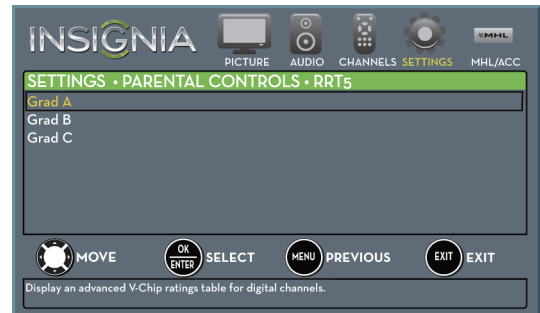 INSIGNIA
PICTURE AUDIO CHANNELS SETTINGS MHL/ACC
MHL
SETTINGS • PARENTAL CONTROLS • RRT5
Grad A
Grad B
Grad C
MOVE
OK
ENTER
SELECT
MENU
PREVIOUS
EXIT
EXIT
Display an advanced V-Chip ratings table for digital channels.